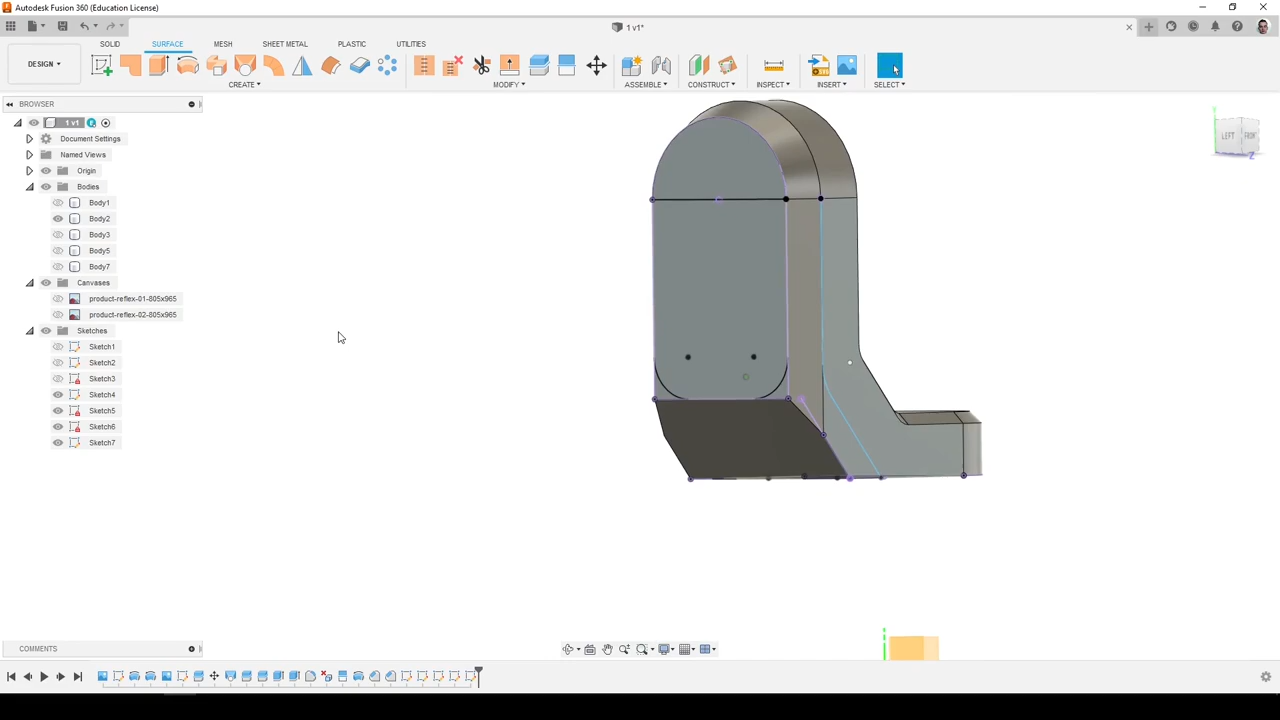 Autodesk Fusion 360 (Education License)
1 v1*
DESIGN
SOLID
SURFACE
MESH
SHEET METAL
PLASTIC
UTILITIES
CREATE
MODIFY
ASSEMBLE
CONSTRUCT
INSPECT
INSERT
SELECT
BROWSER
1 v1
Document Settings
Named Views
Origin
Bodies
Body1
Body2
Body3
Body5
Body7
Canvases
product-reflex-01-805x965
product-reflex-02-805x965
Sketches
Sketch1
Sketch2
Sketch3
Sketch4
Sketch5
Sketch6
Sketch7
LEFT
FRONT
Z
COMMENTS